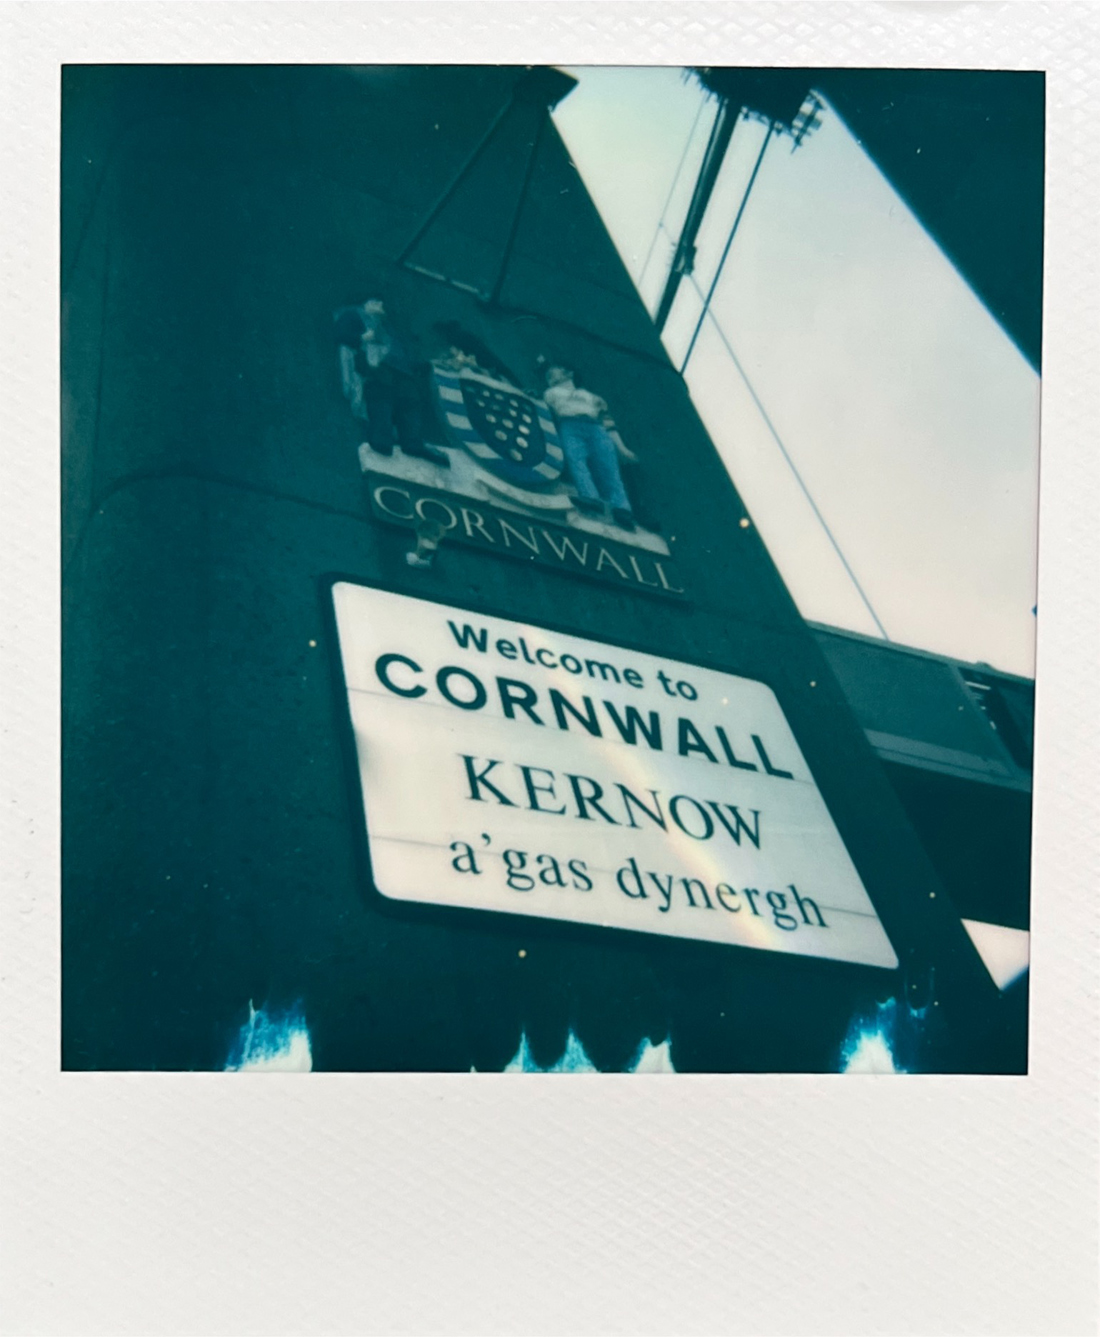 CORNWALL
Welcome to
CORNWALL
KERNOW
a'gas dynergh